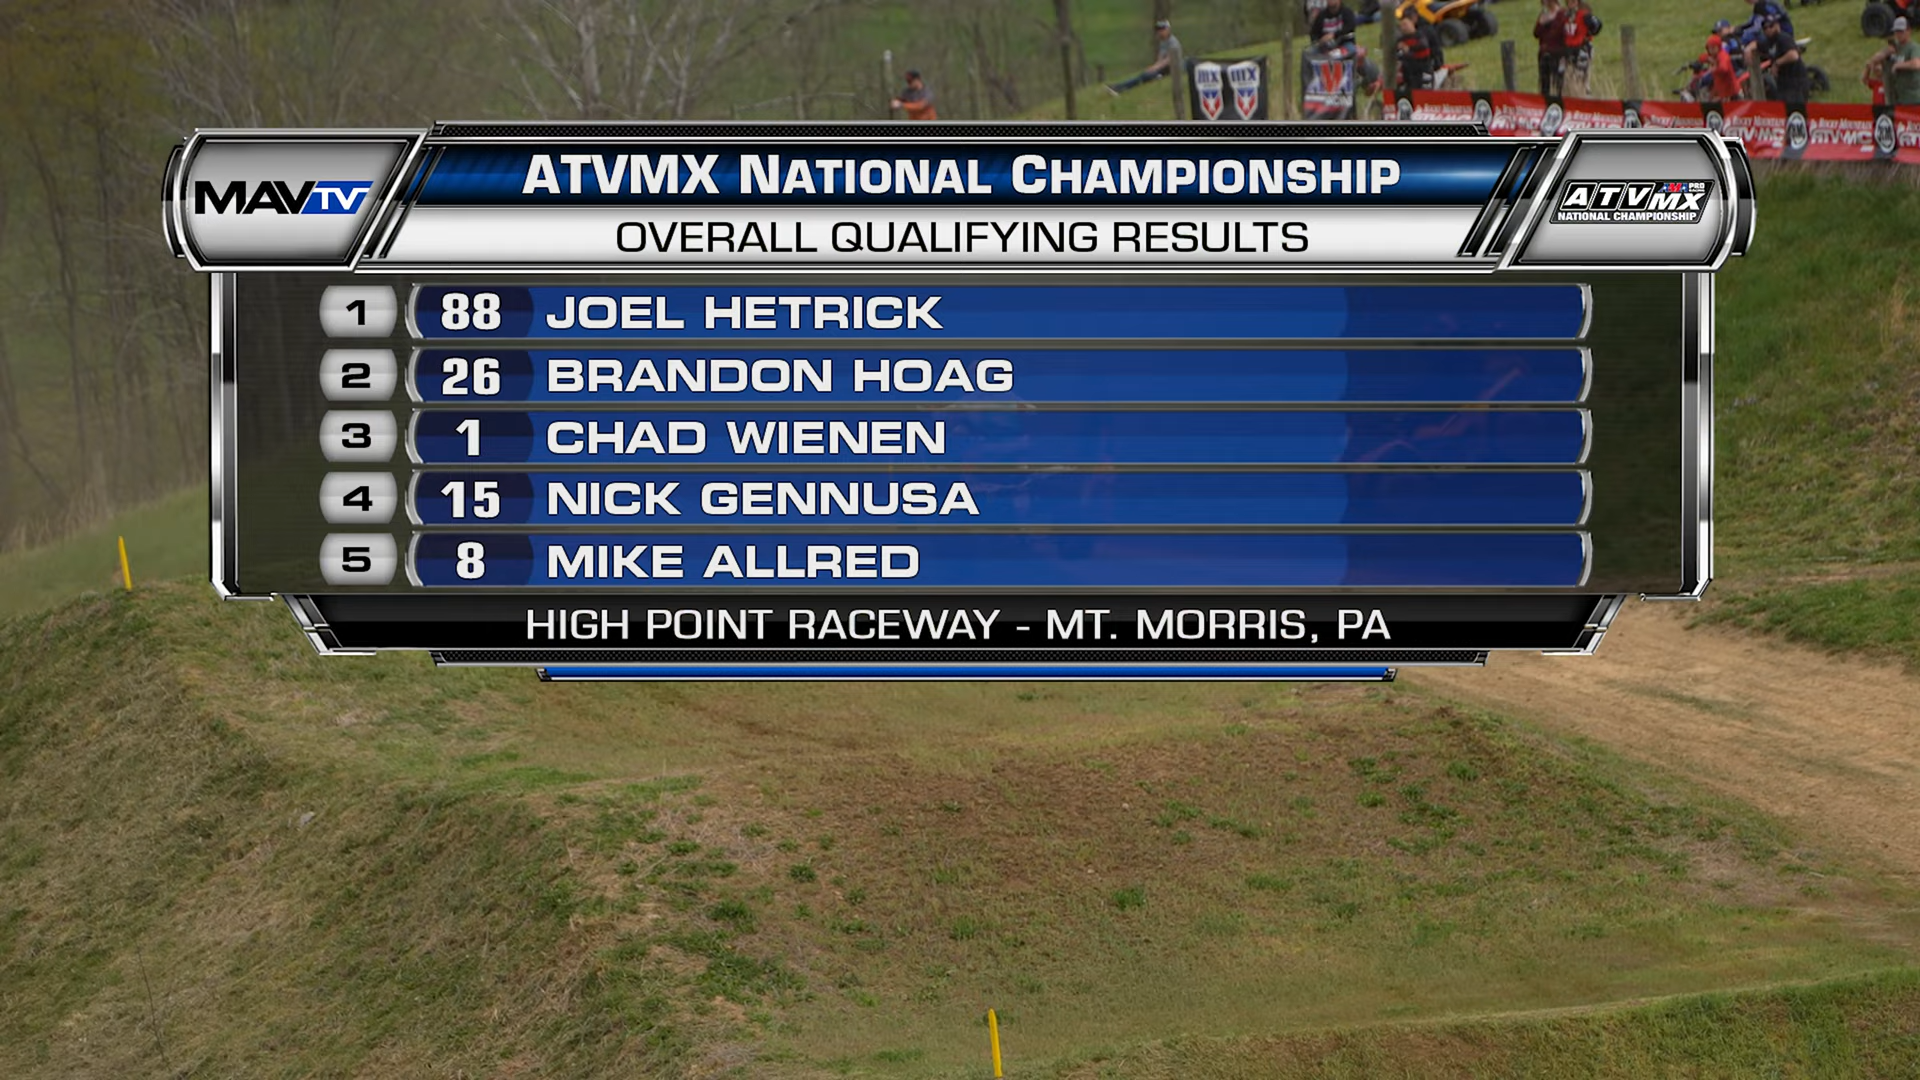 MAVTV
ATVMX NATIONAL CHAMPIONSHIP
ATVMX PRO
NATIONAL CHAMPIONSHIP
OVERALL QUALIFYING RESULTS
1 88 JOEL HETRICK
2 26 BRANDON HOAG
3 1 CHAD WIENEN
4 15 NICK GENNUSA
5 8 MIKE ALLRED
HIGH POINT RACEWAY - MT. MORRIS, PA